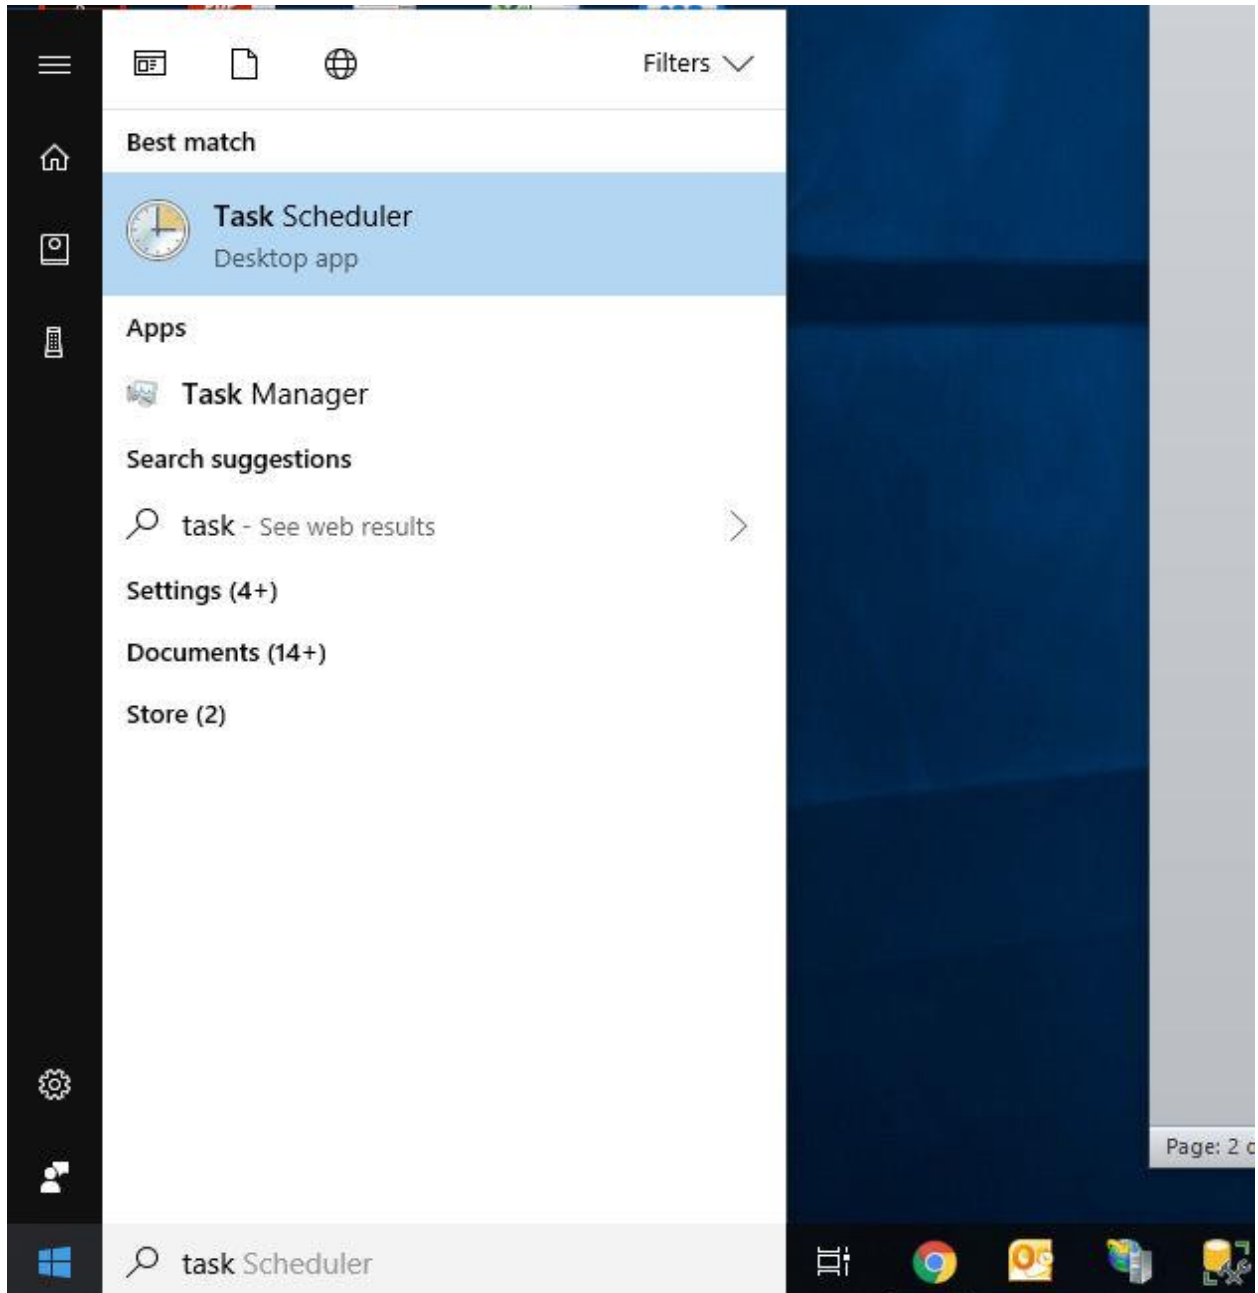 Filters
Best match
Task Scheduler
Desktop app
Apps
Task Manager
Search suggestions
task - See web results
Settings (4+)
Documents (14+)
Store (2)
Page: 2
task Scheduler